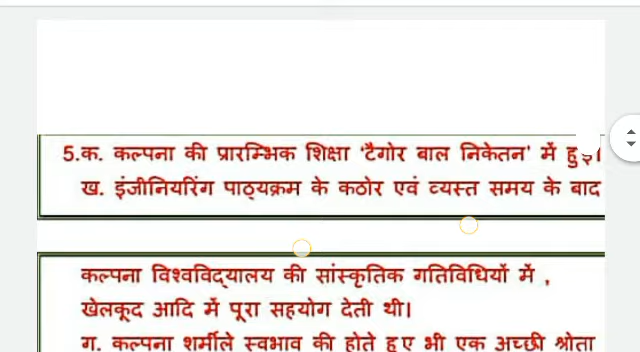 5.क. कल्पना की प्रारम्भिक शिक्षा 'टैगोर बाल निकेतन' में हुई।
ख. इंजीनियरिंग पाठ्यक्रम के कठोर एवं व्यस्त समय के बाद
कल्पना विश्वविद्यालय की सांस्कृतिक गतिविधियों में ,
खेलकूद आदि में पूरा सहयोग देती थी।
ग. कल्पना शर्मीले स्वभाव की होते हुए भी एक अच्छी श्रोता